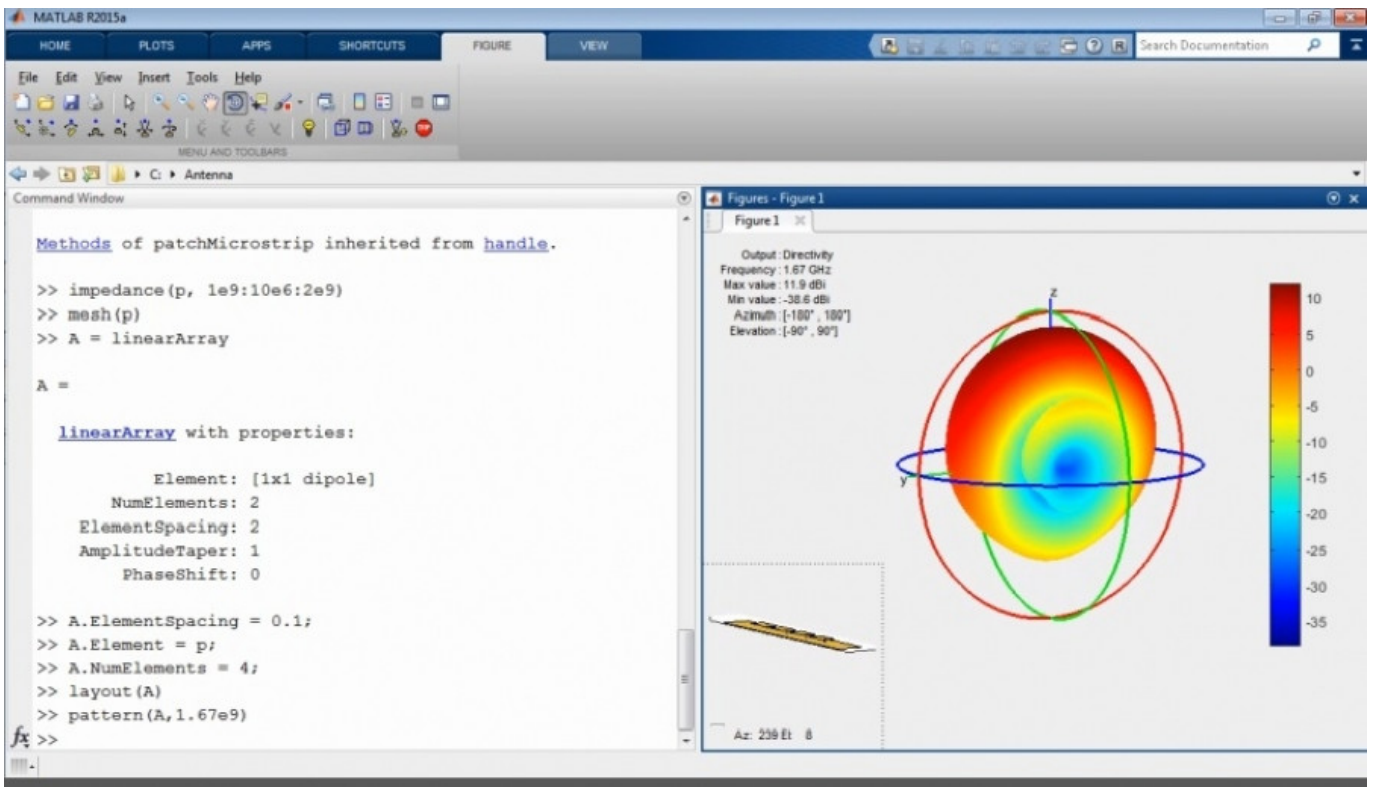 MATLAB R2015a
HOME PLOTS APPS SHORTCUTS FIGURE VIEW
Search Documentation
File Edit View Insert Tools Help
MENU AND TOOLBARS
C: Antenna
Command Window
Methods of patchMicrostrip inherited from handle.
>> impedance(p, 1e9:10e6:2e9)
>> mesh(p)
>> A = linearArray
A =
linearArray with properties:
Element: [1x1 dipole]
NumElements: 2
ElementSpacing: 2
AmplitudeTaper: 1
PhaseShift: 0
>> A.ElementSpacing = 0.1;
>> A.Element = p;
>> A.NumElements = 4;
>> layout(A)
>> pattern(A,1.67e9)
fx >>
Figures - Figure 1
Figure 1
Output : Directivity
Frequency : 1.67 GHz
Max value : 11.9 dBi
Min value : -38.6 dBi
Azimuth : [-180° , 180°]
Elevation : [-90° , 90°]
z
y
10
5
0
-5
-10
-15
-20
-25
-30
-35
Az: 239 El: 8